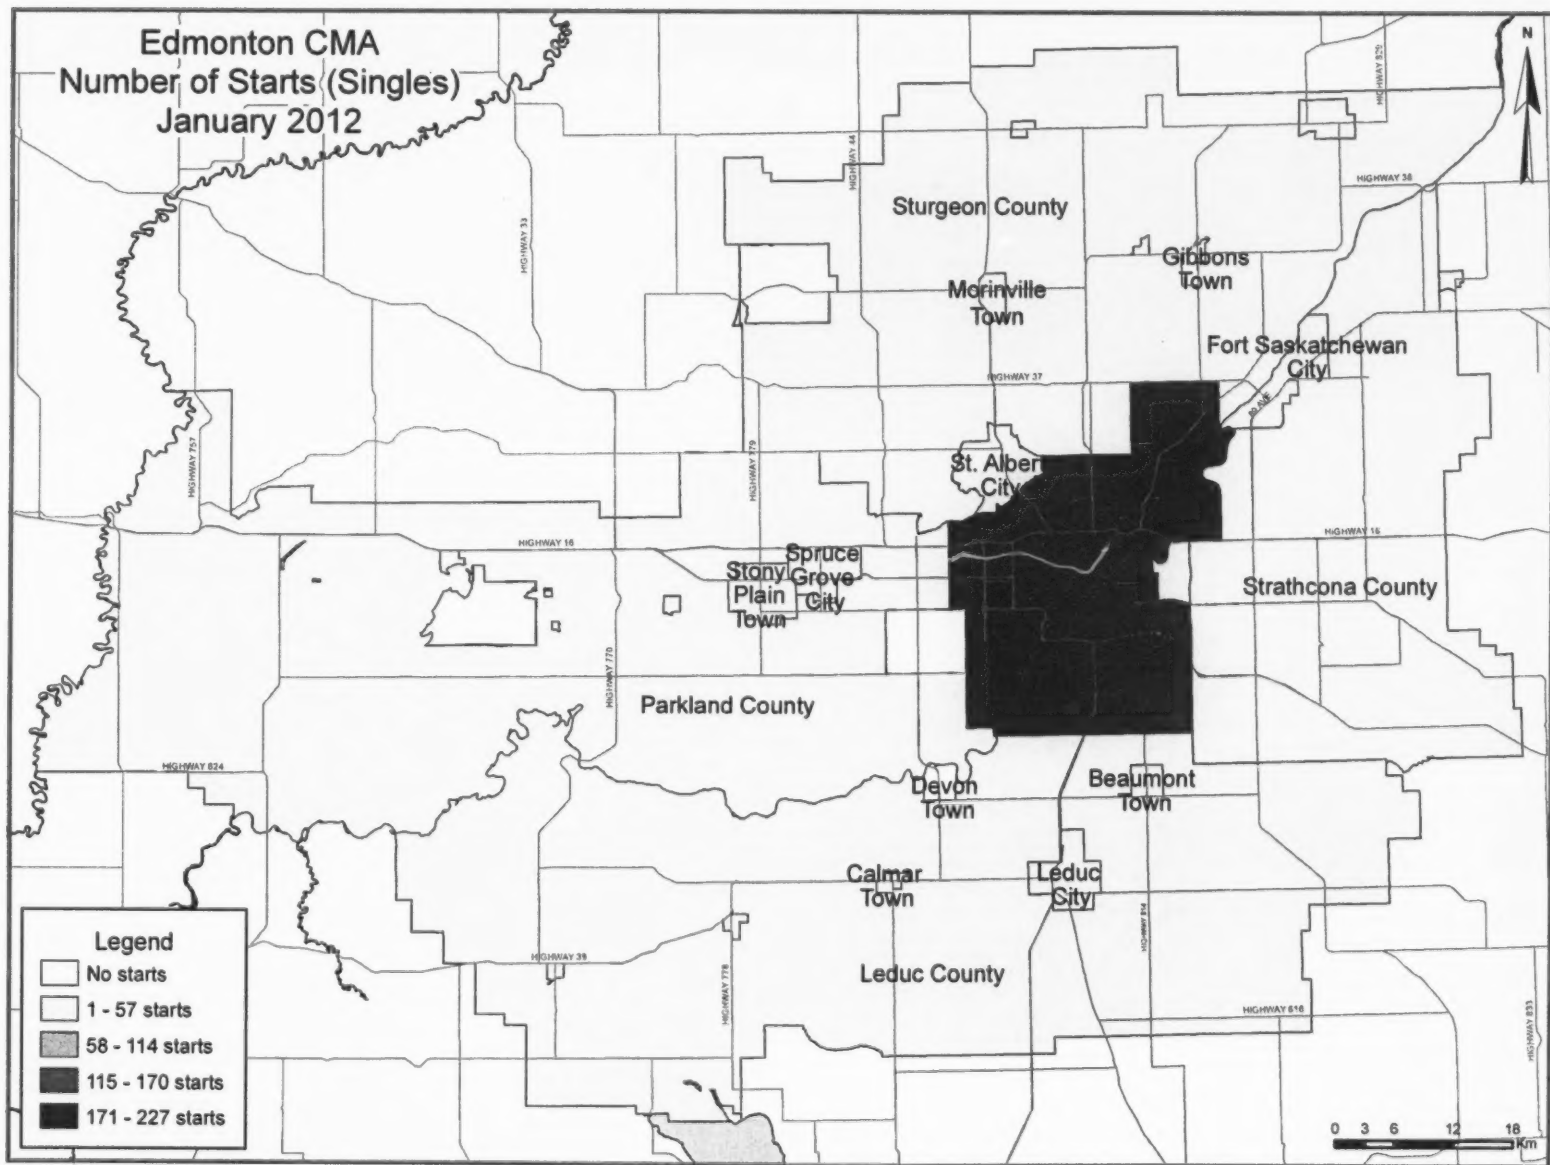 Edmonton CMA
Number of Starts (Singles)
January 2012
N
HIGHWAY 829
HIGHWAY 44
HIGHWAY 38
HIGHWAY 33
Sturgeon County
Gibbons
Town
Morinville
Town
Fort Saskatchewan
City
HIGHWAY 37
HIGHWAY 757
HIGHWAY 779
St. Albert
City
HIGHWAY 16
HIGHWAY 16
Spruce
Grove
City
Stony
Plain
Town
Strathcona County
HIGHWAY 770
Parkland County
HIGHWAY 624
Devon
Town
Beaumont
Town
Calmar
Town
Leduc
City
HIGHWAY 814
HIGHWAY 39
Leduc County
HIGHWAY 778
HIGHWAY 616
HIGHWAY 833
Legend
No starts
1 - 57 starts
58 - 114 starts
115 - 170 starts
171 - 227 starts
0 3 6 12 18
Km